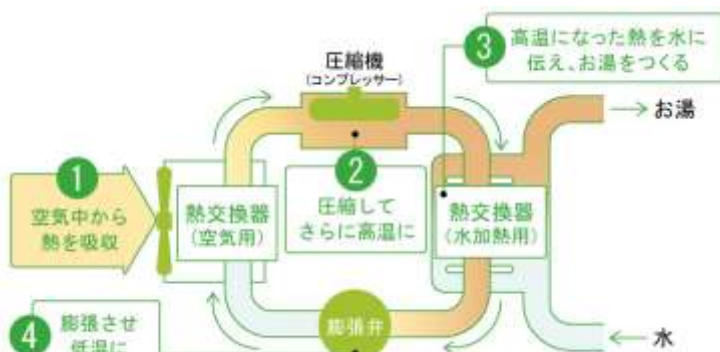 1
空気中から
熱を吸収
熱交換器
(空気用)
圧縮機
(コンプレッサー)
2
圧縮して
さらに高温に
3
高温になった熱を水に
伝え、お湯をつくる
熱交換器
(水加熱用)
お湯
水
膨張弁
4
膨張させ
低温に